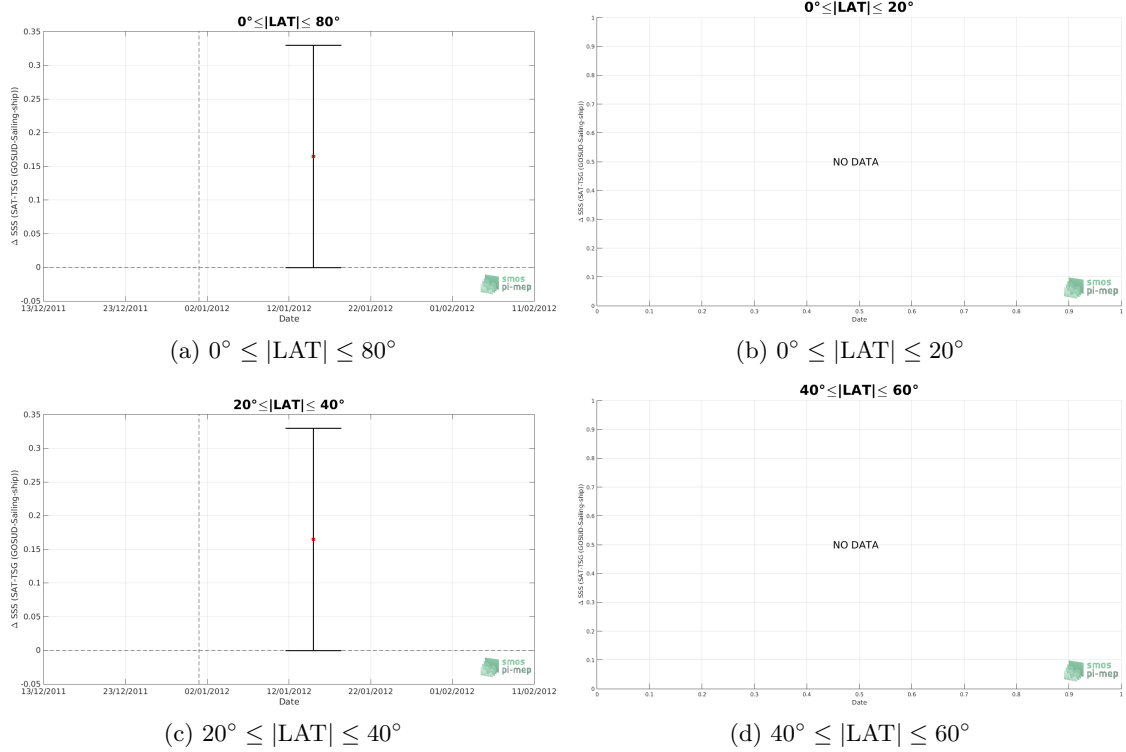 0°≤|LAT|≤ 80°
Δ SSS (SAT-TSG (GOSUD-Sailing-ship))
0.35
0.3
0.25
0.2
0.15
0.1
0.05
0
-0.05
13/12/2011 23/12/2011 02/01/2012 12/01/2012 22/01/2012 01/02/2012 11/02/2012
Date
smos
pi-mep
(a) 0° ≤ |LAT| ≤ 80°
0°≤|LAT|≤ 20°
Δ SSS (SAT-TSG (GOSUD-Sailing-ship))
1
0.9
0.8
0.7
0.6
0.5
0.4
0.3
0.2
0.1
0
NO DATA
0 0.1 0.2 0.3 0.4 0.5 0.6 0.7 0.8 0.9 1
Date
smos
pi-mep
(b) 0° ≤ |LAT| ≤ 20°
20°≤|LAT|≤ 40°
Δ SSS (SAT-TSG (GOSUD-Sailing-ship))
0.35
0.3
0.25
0.2
0.15
0.1
0.05
0
-0.05
13/12/2011 23/12/2011 02/01/2012 12/01/2012 22/01/2012 01/02/2012 11/02/2012
Date
smos
pi-mep
(c) 20° ≤ |LAT| ≤ 40°
40°≤|LAT|≤ 60°
Δ SSS (SAT-TSG (GOSUD-Sailing-ship))
1
0.9
0.8
0.7
0.6
0.5
0.4
0.3
0.2
0.1
0
NO DATA
0 0.1 0.2 0.3 0.4 0.5 0.6 0.7 0.8 0.9 1
Date
smos
pi-mep
(d) 40° ≤ |LAT| ≤ 60°